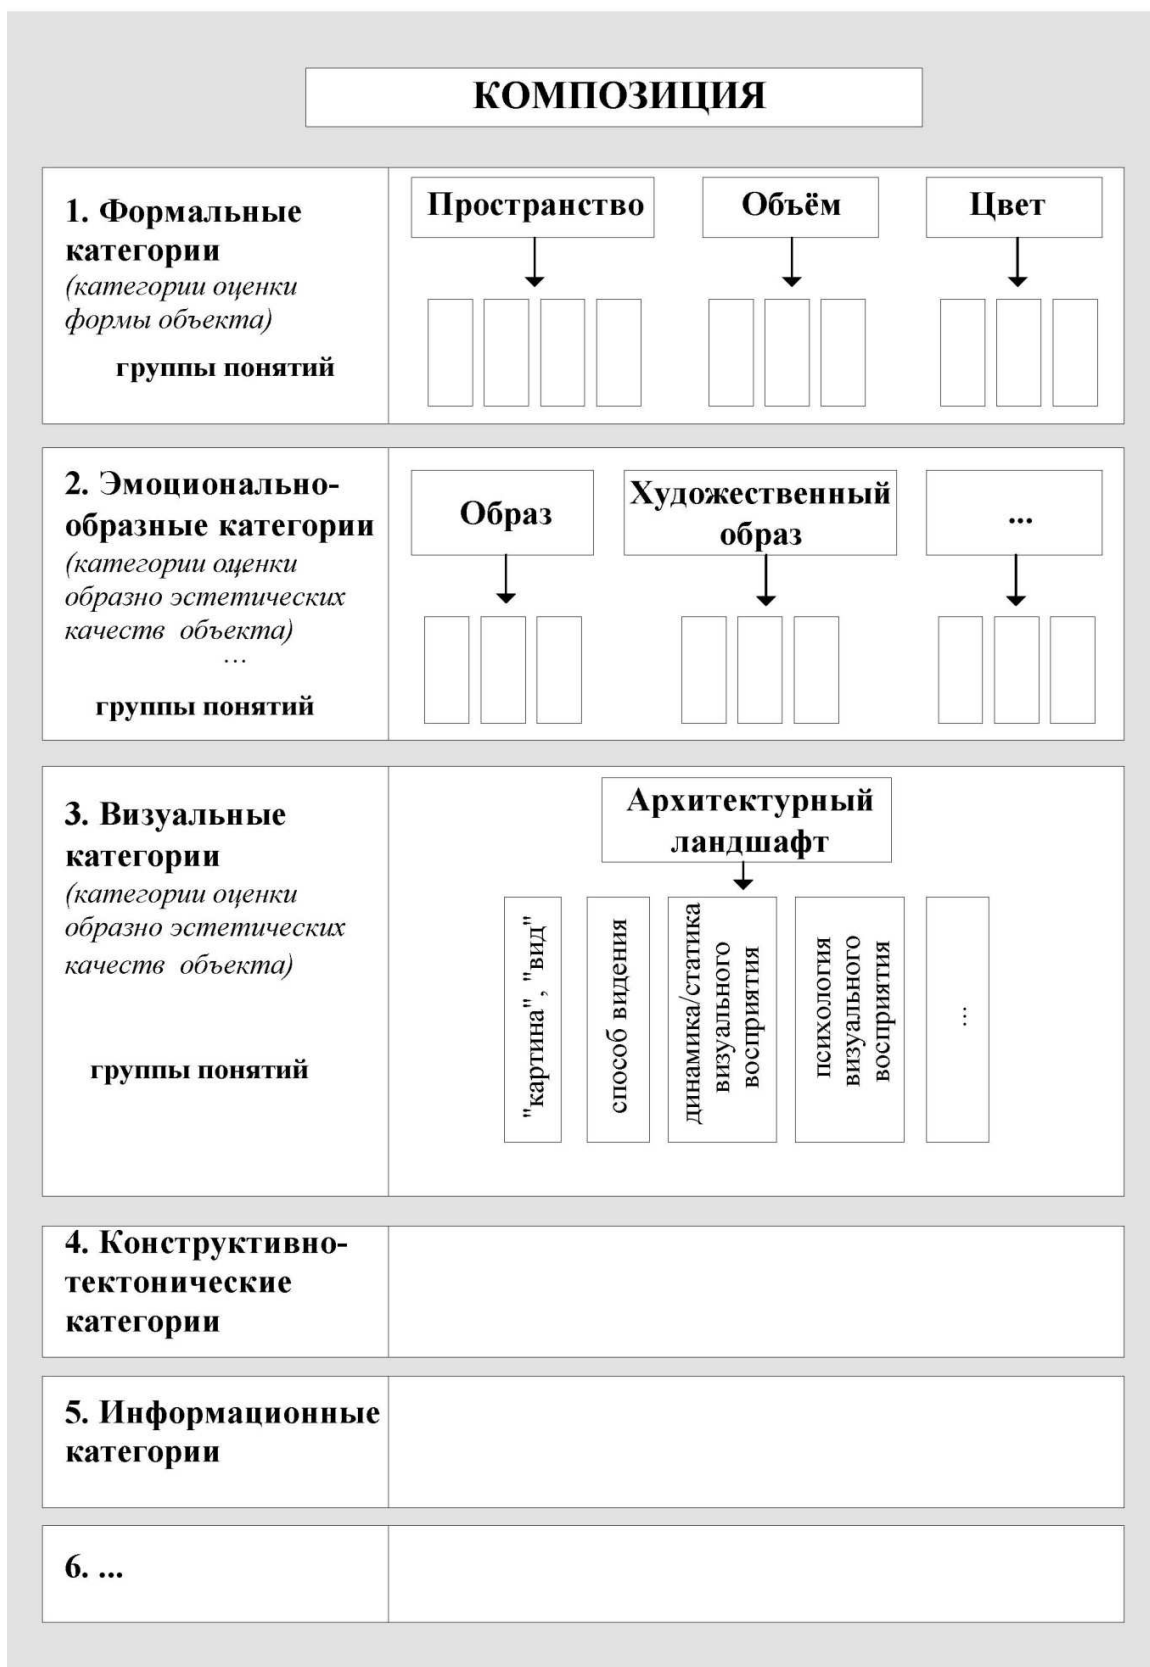 КОМПОЗИЦИЯ
1. Формальные
категории
(категории оценки
формы объекта)
группы понятий
Пространство
Объём
Цвет
2. Эмоционально-
образные категории
(категории оценки
образно эстетических
качеств объекта)
...
группы понятий
Образ
Художественный
образ
...
3. Визуальные
категории
(категории оценки
образно эстетических
качеств объекта)
группы понятий
Архитектурный
ландшафт
"картина", "вид"
способ видения
динамика/статика
визуального
восприятия
психология
визуального
восприятия
...
4. Конструктивно-
тектонические
категории
5. Информационные
категории
6. ...